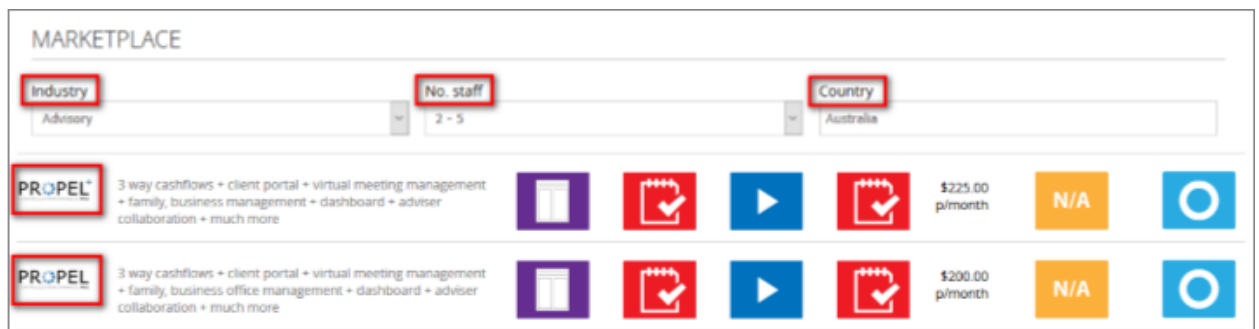 MARKETPLACE
Industry No. staff Country
Advisory 2 - 5 Australia
PROPEL+ 3 way cashflows + client portal + virtual meeting management
+ family, business management + dashboard + adviser
collaboration + much more
$225.00
p/month
N/A
PROPEL 3 way cashflows + client portal + virtual meeting management
+ family, business office management + dashboard + adviser
collaboration + much more
$200.00
p/month
N/A